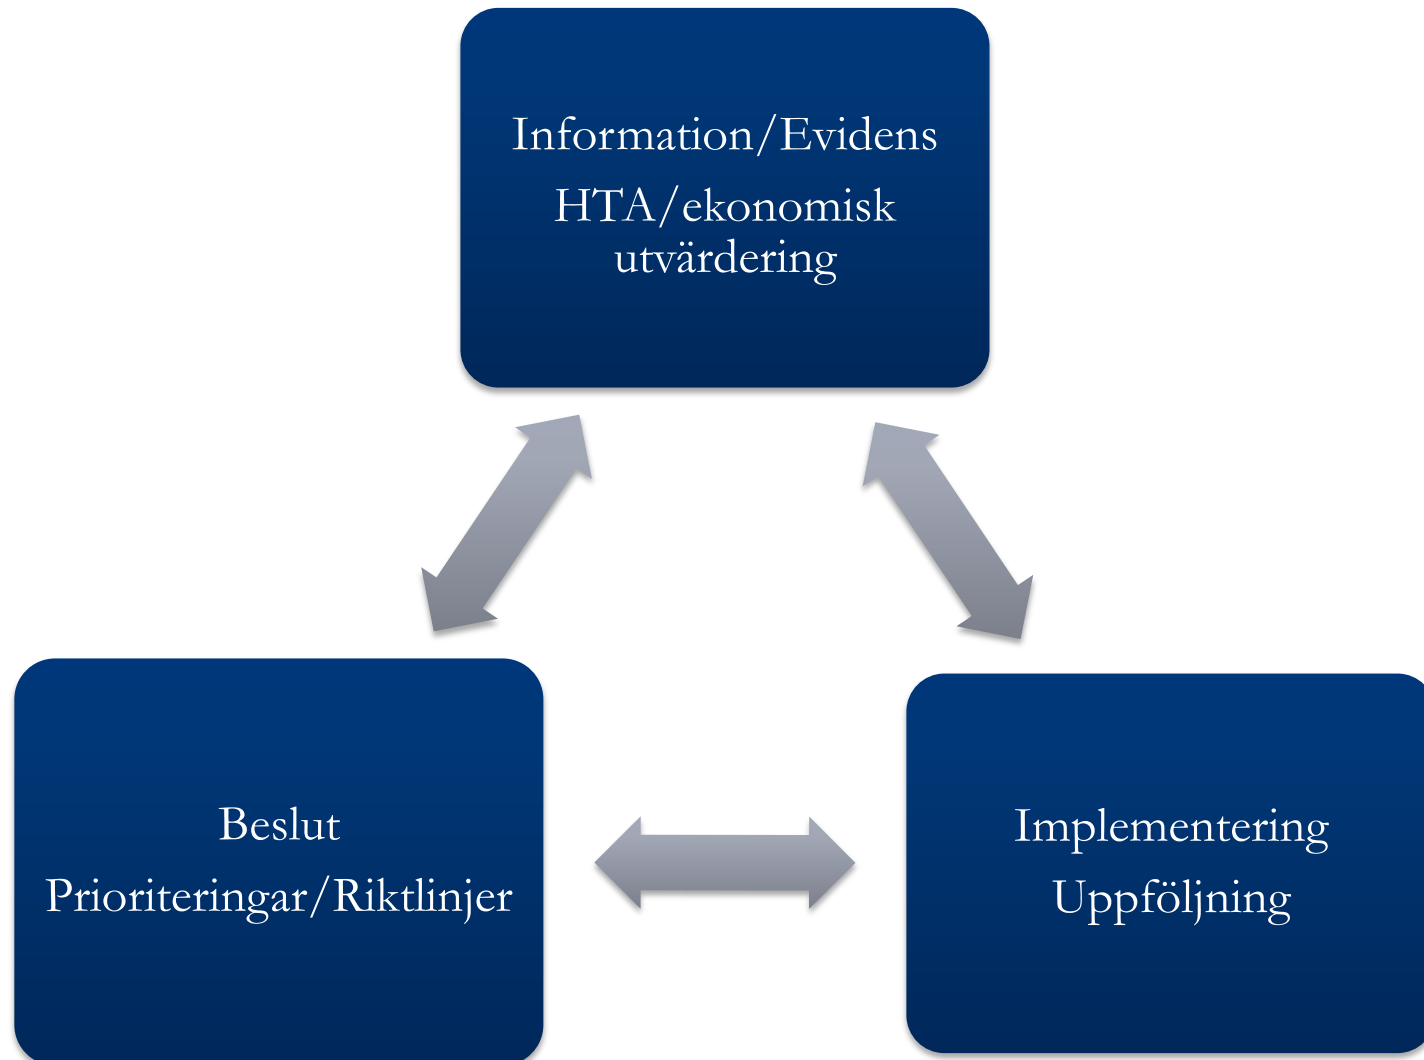 Information/Evidens
HTA/ekonomisk
utvärdering
Beslut
Prioriteringar/Riktlinjer
Implementering
Uppföljning